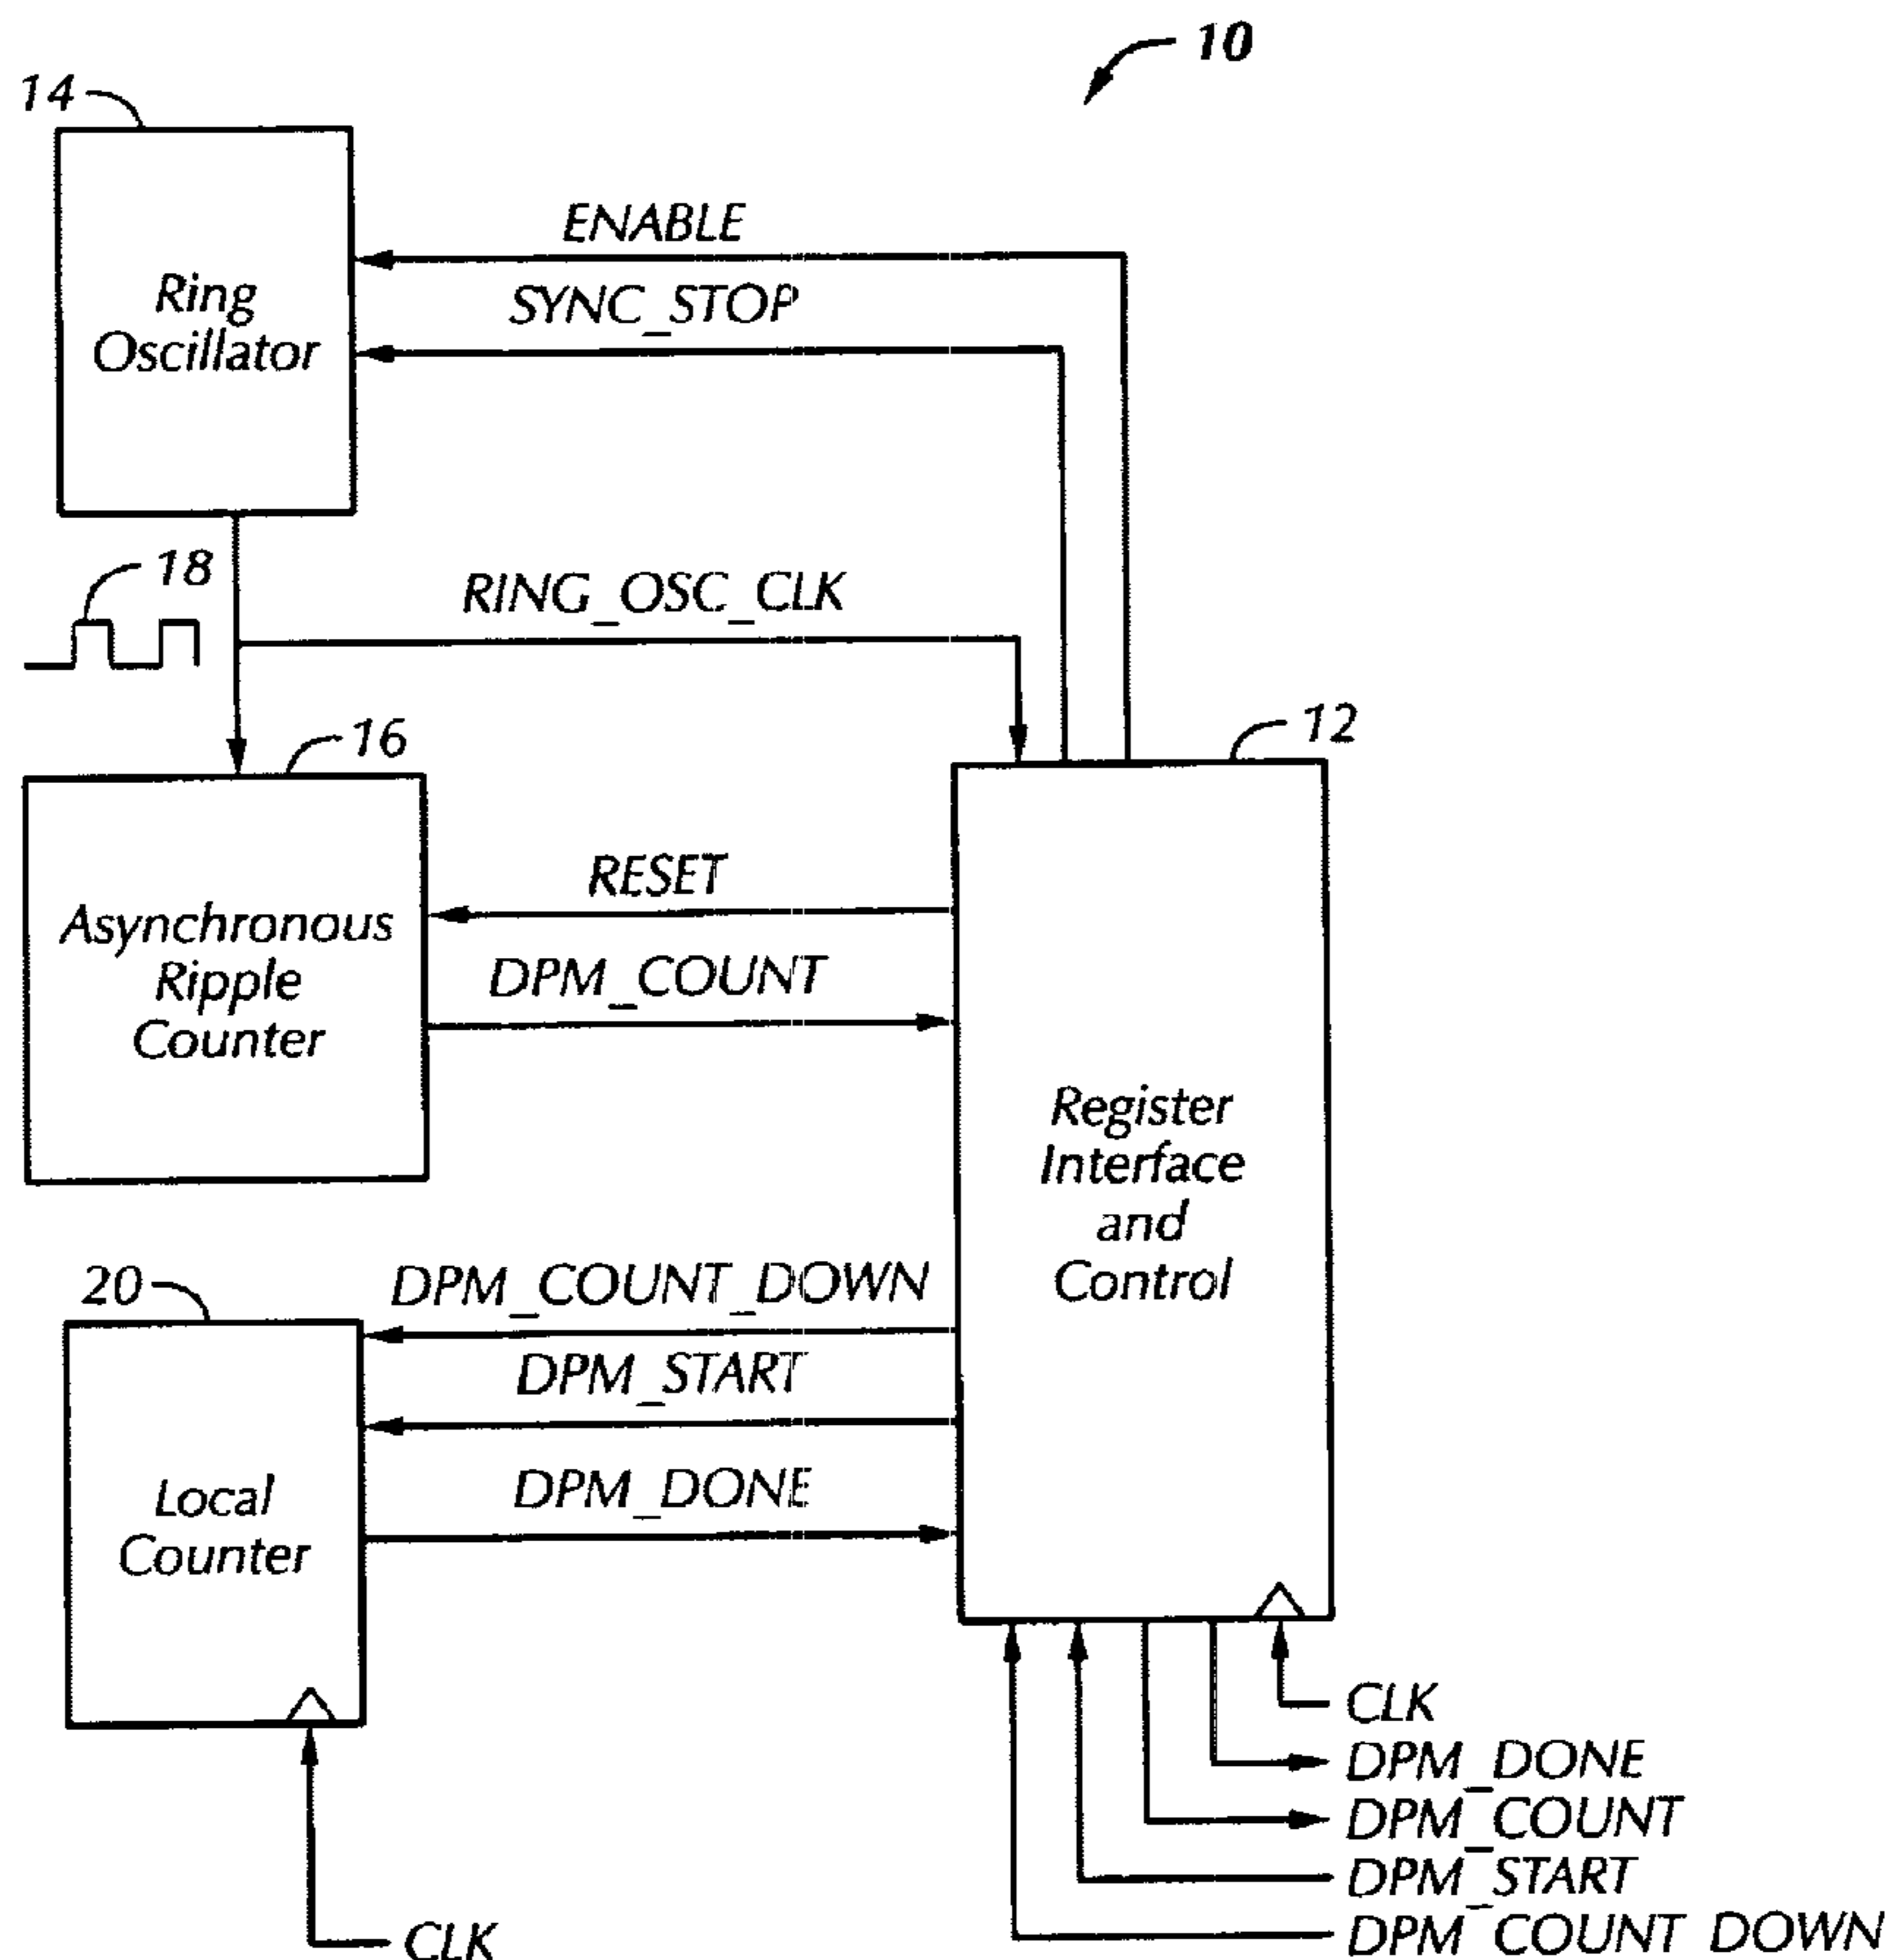 10
14
ENABLE
Ring
Oscillator
SYNC_STOP
18
RING_OSC_CLK
16
12
Asynchronous
Ripple
Counter
RESET
DPM_COUNT
Register
Interface
and
Control
20
DPM_COUNT_DOWN
DPM_START
Local
Counter
DPM_DONE
CLK
CLK
DPM_DONE
DPM_COUNT
DPM_START
DPM_COUNT_DOWN